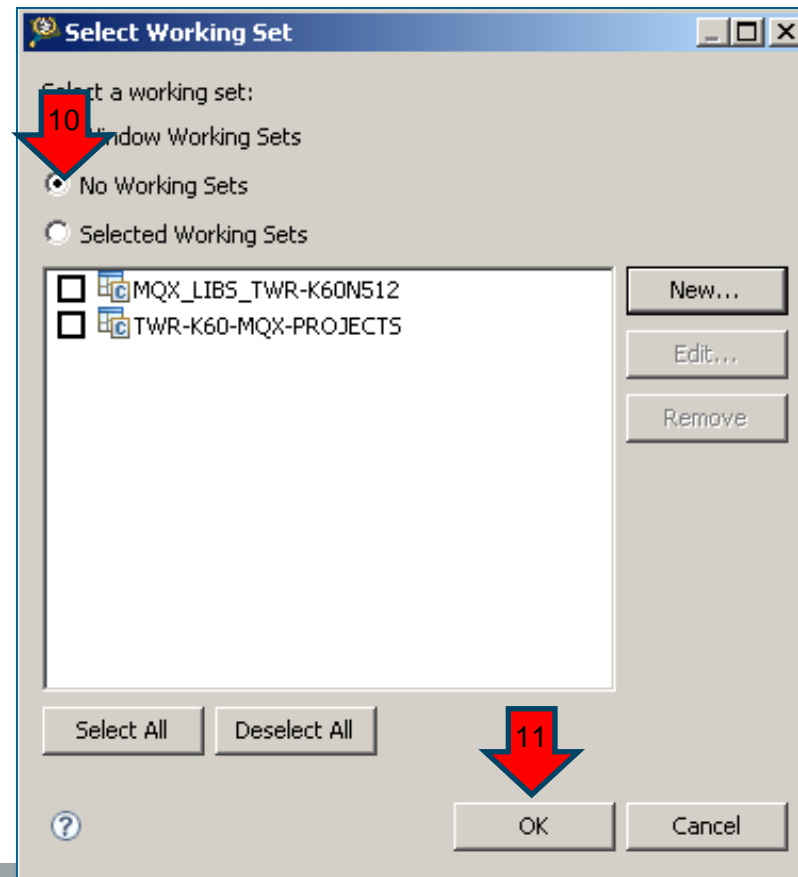 Select Working Set
Select a working set:
10
Window Working Sets
No Working Sets
Selected Working Sets
MQX_LIBS_TWR-K60N512
TWR-K60-MQX-PROJECTS
New...
Edit...
Remove
Select All
Deselect All
11
OK
Cancel